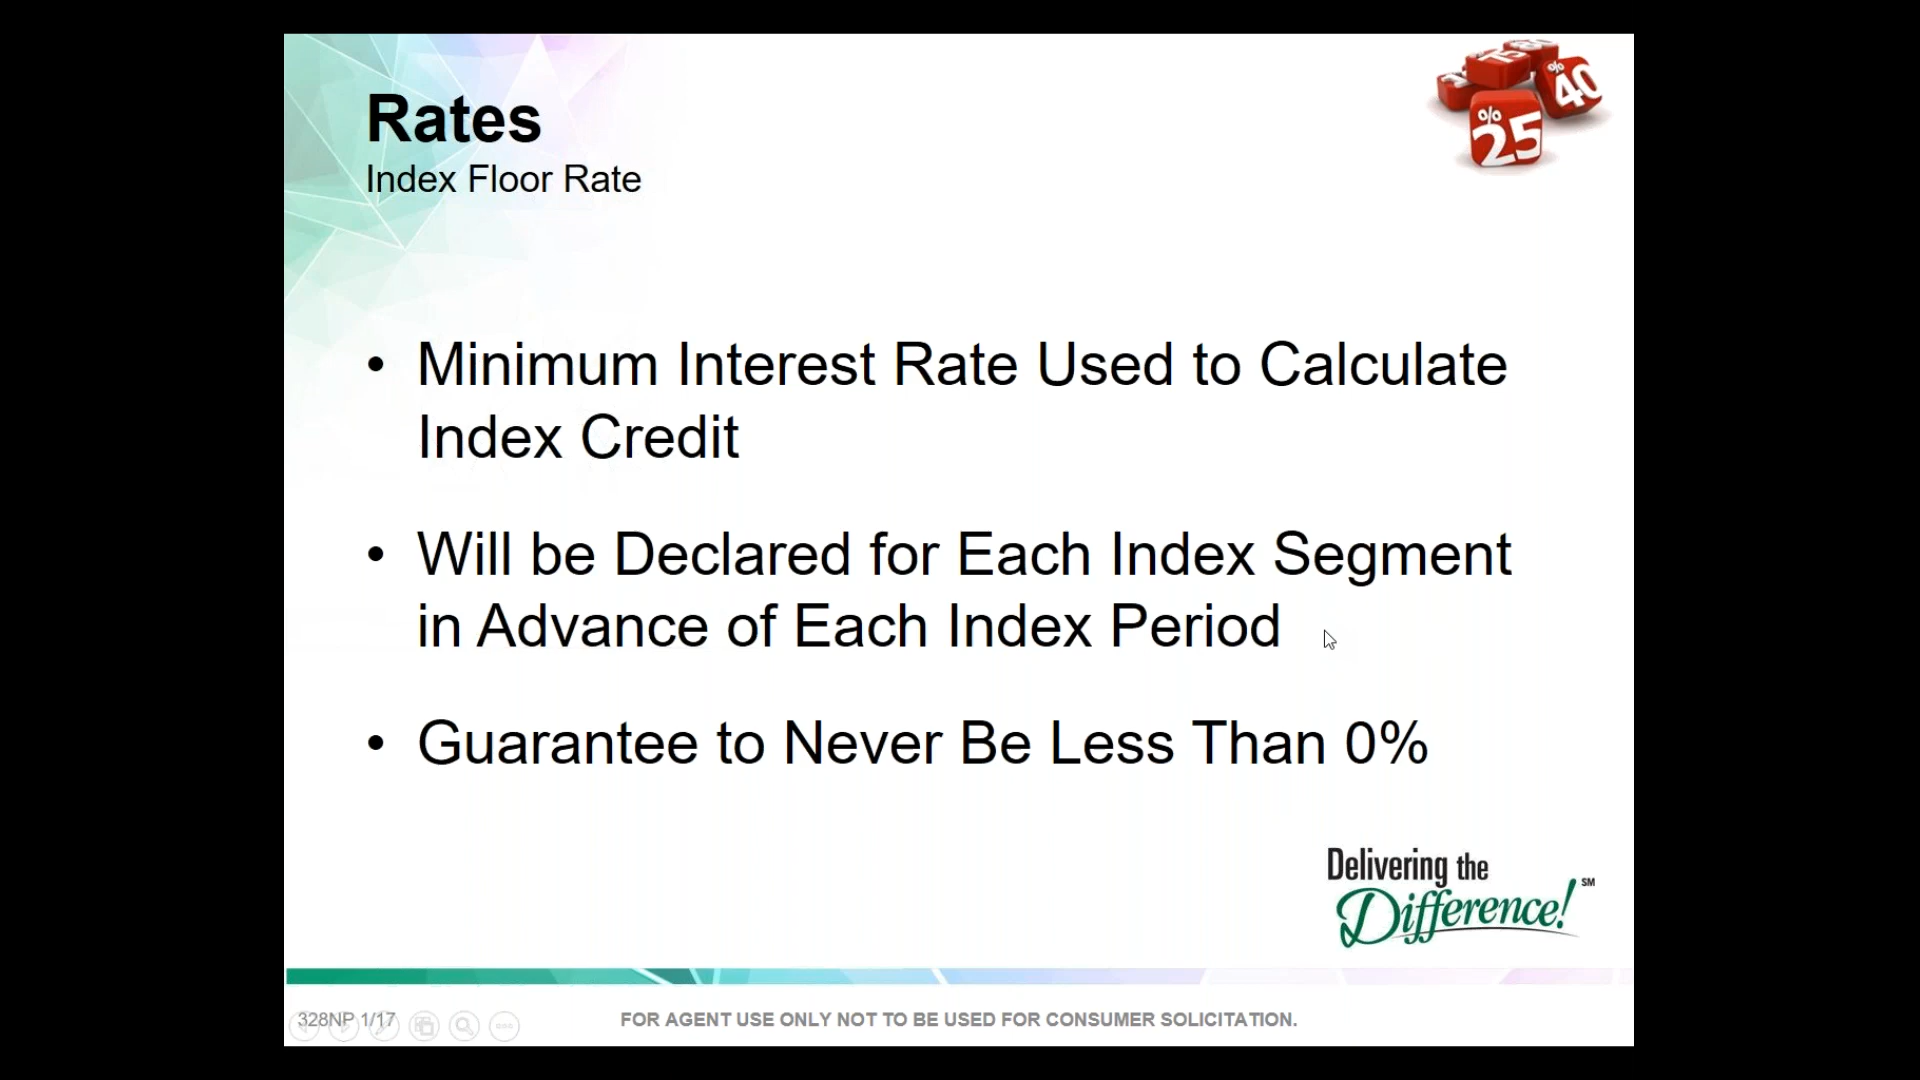 Rates
Index Floor Rate
%
40
%
25
• Minimum Interest Rate Used to Calculate
Index Credit
• Will be Declared for Each Index Segment
in Advance of Each Index Period
• Guarantee to Never Be Less Than 0%
Delivering the
Difference! SM
328NP 1/17
FOR AGENT USE ONLY NOT TO BE USED FOR CONSUMER SOLICITATION.